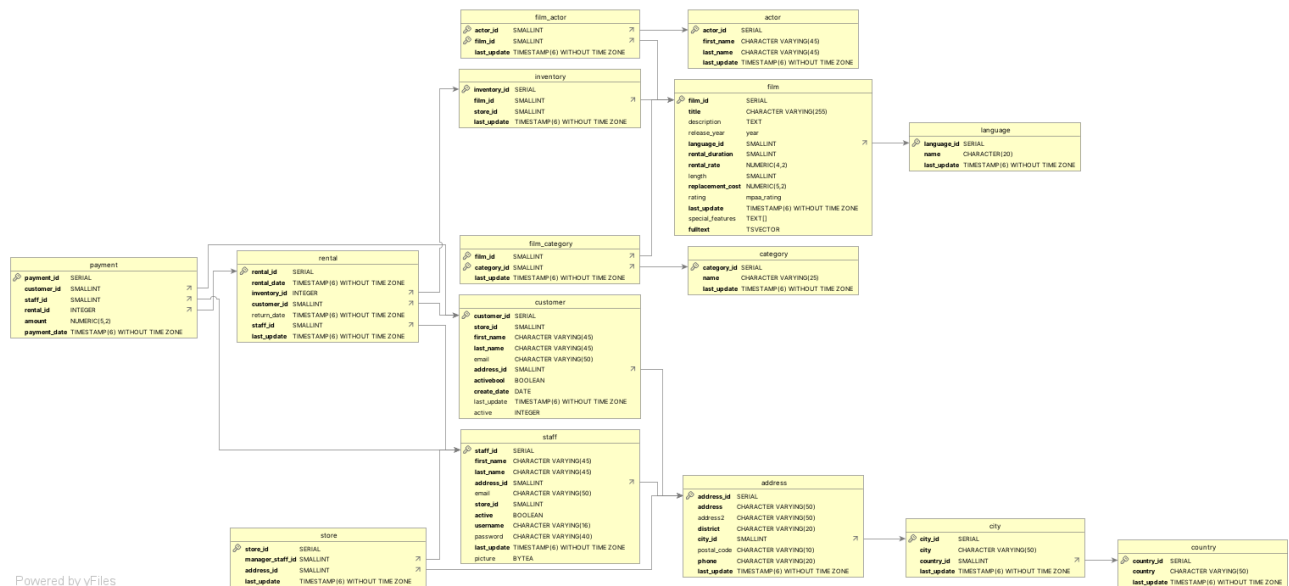 film_actor
actor_id SMALLINT
film_id SMALLINT
last_update TIMESTAMP(6) WITHOUT TIME ZONE
actor
actor_id SERIAL
first_name CHARACTER VARYING(45)
last_name CHARACTER VARYING(45)
last_update TIMESTAMP(6) WITHOUT TIME ZONE
inventory
inventory_id SERIAL
film_id SMALLINT
store_id SMALLINT
last_update TIMESTAMP(6) WITHOUT TIME ZONE
film
film_id SERIAL
title CHARACTER VARYING(255)
description TEXT
release_year year
language_id SMALLINT
rental_duration SMALLINT
rental_rate NUMERIC(4,2)
length SMALLINT
replacement_cost NUMERIC(5,2)
rating mpaa_rating
last_update TIMESTAMP(6) WITHOUT TIME ZONE
special_features TEXT[]
fulltext TSVECTOR
language
language_id SERIAL
name CHARACTER(20)
last_update TIMESTAMP(6) WITHOUT TIME ZONE
film_category
film_id SMALLINT
category_id SMALLINT
last_update TIMESTAMP(6) WITHOUT TIME ZONE
category
category_id SERIAL
name CHARACTER VARYING(25)
last_update TIMESTAMP(6) WITHOUT TIME ZONE
payment
payment_id SERIAL
customer_id SMALLINT
staff_id SMALLINT
rental_id INTEGER
amount NUMERIC(5,2)
payment_date TIMESTAMP(6) WITHOUT TIME ZONE
rental
rental_id SERIAL
rental_date TIMESTAMP(6) WITHOUT TIME ZONE
inventory_id INTEGER
customer_id SMALLINT
return_date TIMESTAMP(6) WITHOUT TIME ZONE
staff_id SMALLINT
last_update TIMESTAMP(6) WITHOUT TIME ZONE
customer
customer_id SERIAL
store_id SMALLINT
first_name CHARACTER VARYING(45)
last_name CHARACTER VARYING(45)
email CHARACTER VARYING(50)
address_id SMALLINT
activebool BOOLEAN
create_date DATE
last_update TIMESTAMP(6) WITHOUT TIME ZONE
active INTEGER
staff
staff_id SERIAL
first_name CHARACTER VARYING(45)
last_name CHARACTER VARYING(45)
address_id SMALLINT
email CHARACTER VARYING(50)
store_id SMALLINT
active BOOLEAN
username CHARACTER VARYING(16)
password CHARACTER VARYING(40)
last_update TIMESTAMP(6) WITHOUT TIME ZONE
picture BYTEA
store
store_id SERIAL
manager_staff_id SMALLINT
address_id SMALLINT
last_update TIMESTAMP(6) WITHOUT TIME ZONE
address
address_id SERIAL
address CHARACTER VARYING(50)
address2 CHARACTER VARYING(50)
district CHARACTER VARYING(20)
city_id SMALLINT
postal_code CHARACTER VARYING(10)
phone CHARACTER VARYING(20)
last_update TIMESTAMP(6) WITHOUT TIME ZONE
city
city_id SERIAL
city CHARACTER VARYING(50)
country_id SMALLINT
last_update TIMESTAMP(6) WITHOUT TIME ZONE
country
country_id SERIAL
country CHARACTER VARYING(50)
last_update TIMESTAMP(6) WITHOUT TIME ZONE
Powered by yFiles